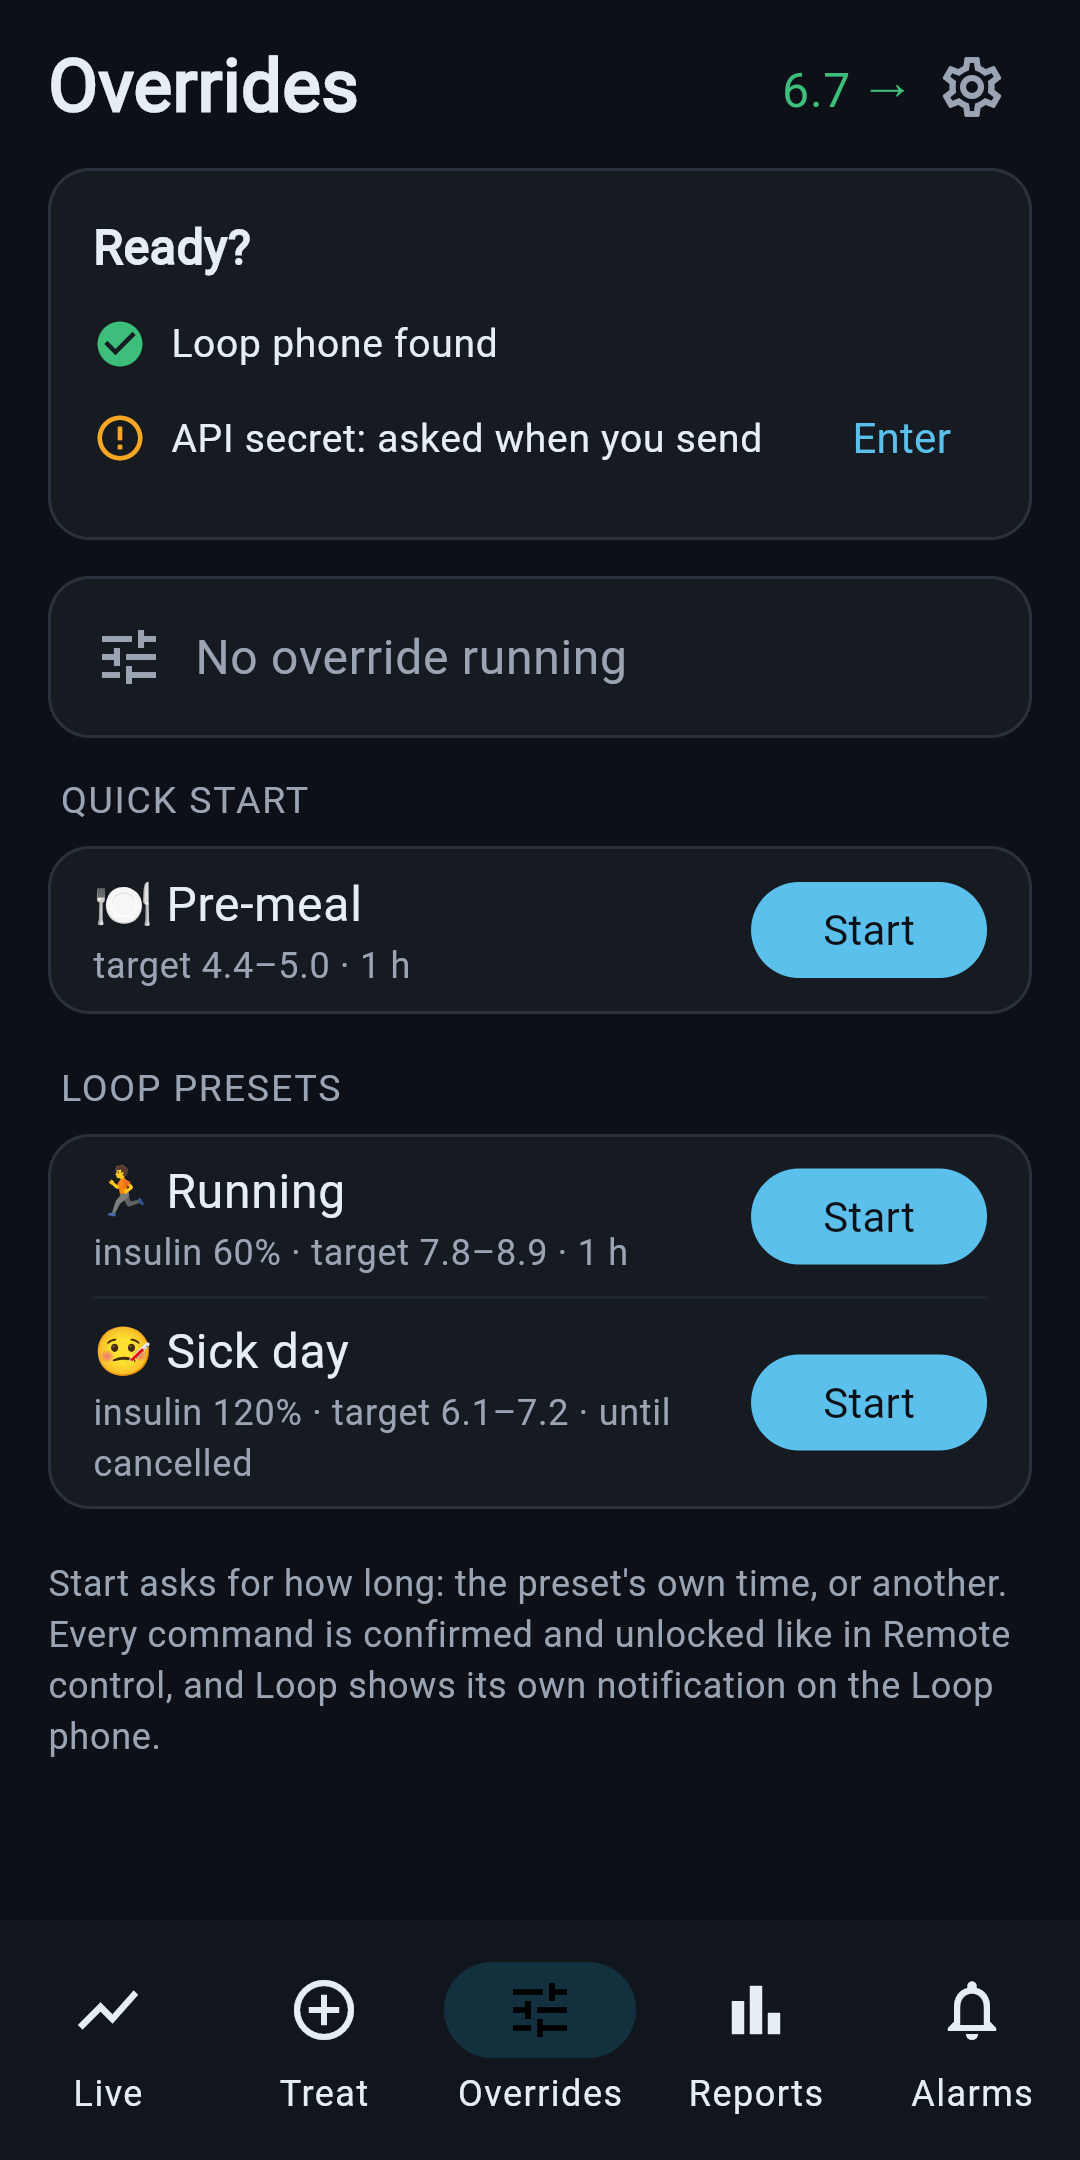 Overrides
6.7 →
Ready?
Loop phone found
API secret: asked when you send
Enter
No override running
QUICK START
🍽️ Pre-meal
target 4.4–5.0 · 1 h
Start
LOOP PRESETS
🏃 Running
insulin 60% · target 7.8–8.9 · 1 h
Start
🤒 Sick day
insulin 120% · target 6.1–7.2 · until
cancelled
Start
Start asks for how long: the preset's own time, or another.
Every command is confirmed and unlocked like in Remote
control, and Loop shows its own notification on the Loop
phone.
Live
Treat
Overrides
Reports
Alarms